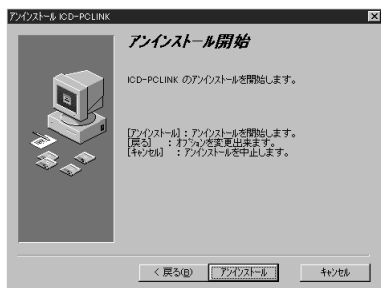 アンインストール ICD-PCLINK
アンインストール開始
ICD-PCLINK のアンインストールを開始します。
[アンインストール]：アンインストールを開始します。
[戻る]　：オプションを変更出来ます。
[キャンセル]　：アンインストールを中止します。
< 戻る(B)
アンインストール
キャンセル